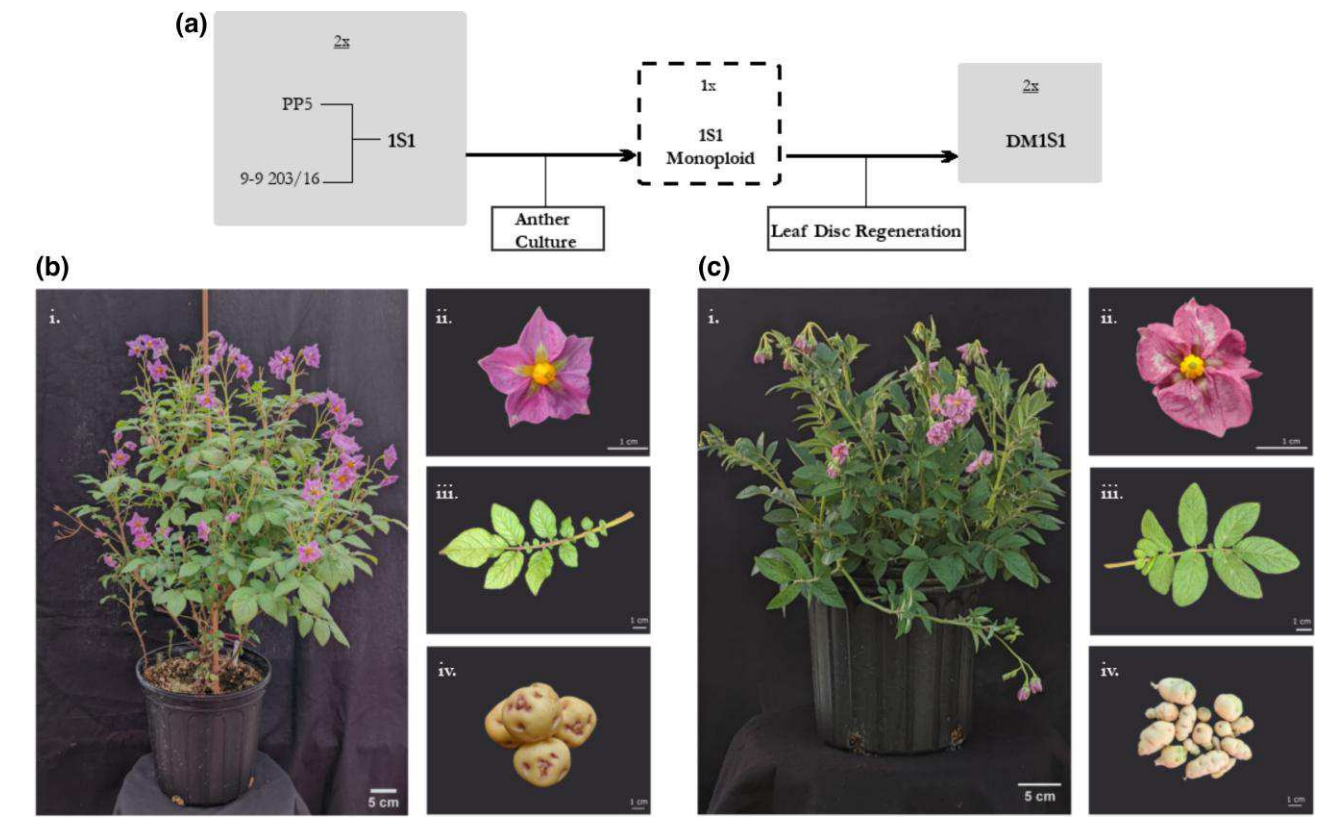 (a)
2x
PP5
1S1
9-9 203/16
Anther
Culture
1x
1S1
Monoploid
Leaf Disc Regeneration
2x
DM1S1
(b)
i.
5 cm
ii.
1 cm
iii.
1 cm
iv.
1 cm
(c)
i.
5 cm
ii.
1 cm
iii.
1 cm
iv.
1 cm